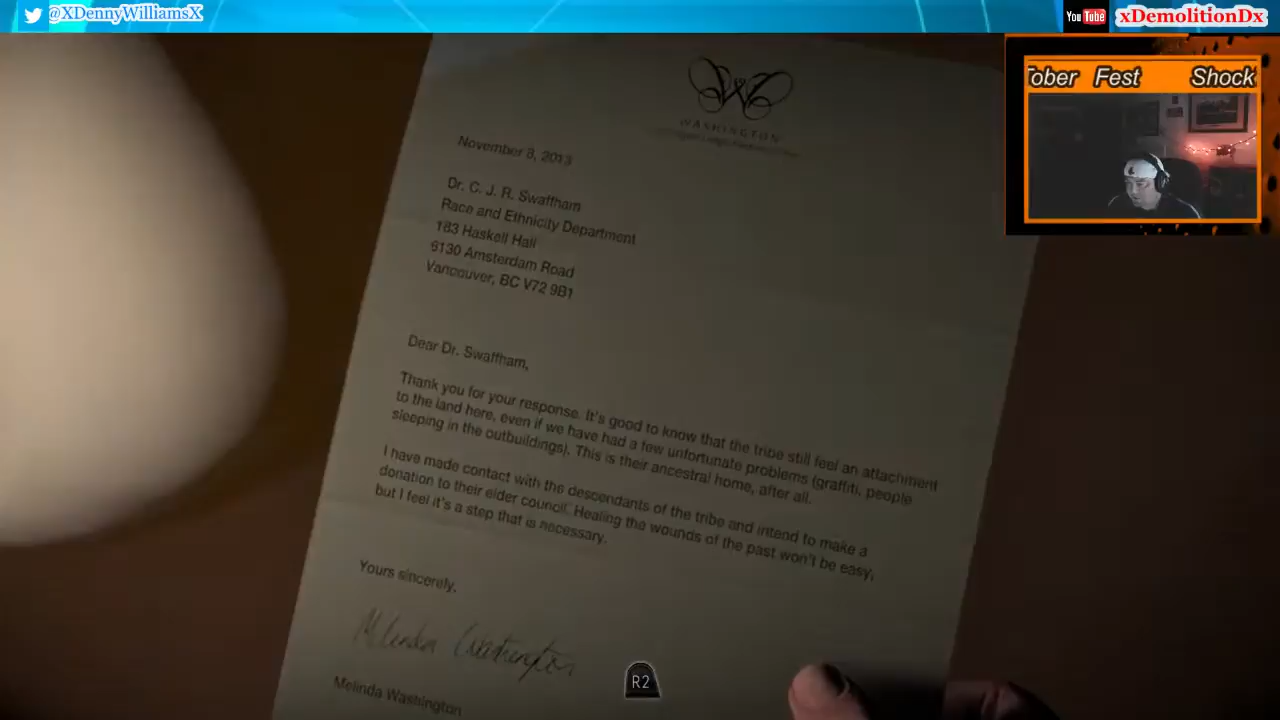 @XDennyWilliamsX
You Tube
xDemolitionDx
Tober Fest Shock
W
WASHINGTON
November 8, 2013
Dr. C. J. R. Swaffham
Race and Ethnicity Department
183 Haskell Hall
6130 Amsterdam Road
Vancouver, BC V72 9B1
Dear Dr. Swaffham,
Thank you for your response. It's good to know that the tribe still feel an attachment
to the land here, even if we have had a few unfortunate problems (graffiti, people
sleeping in the outbuildings). This is their ancestral home, after all.
I have made contact with the descendants of the tribe and intend to make a
donation to their elder council. Healing the wounds of the past won't be easy,
but I feel it's a step that is necessary.
Yours sincerely,
Melinda Washington
Melinda Washington
R2